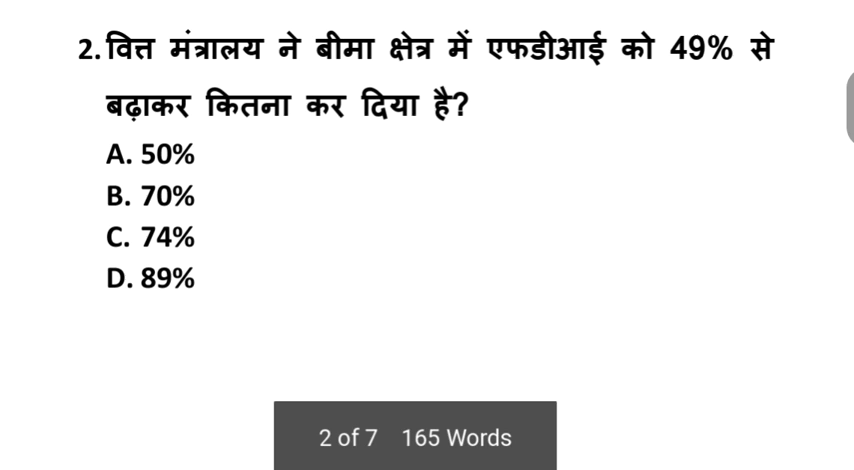 2. वित्त मंत्रालय ने बीमा क्षेत्र में एफडीआई को 49% से
बढ़ाकर कितना कर दिया है?
A. 50%
B. 70%
C. 74%
D. 89%
2 of 7 165 Words